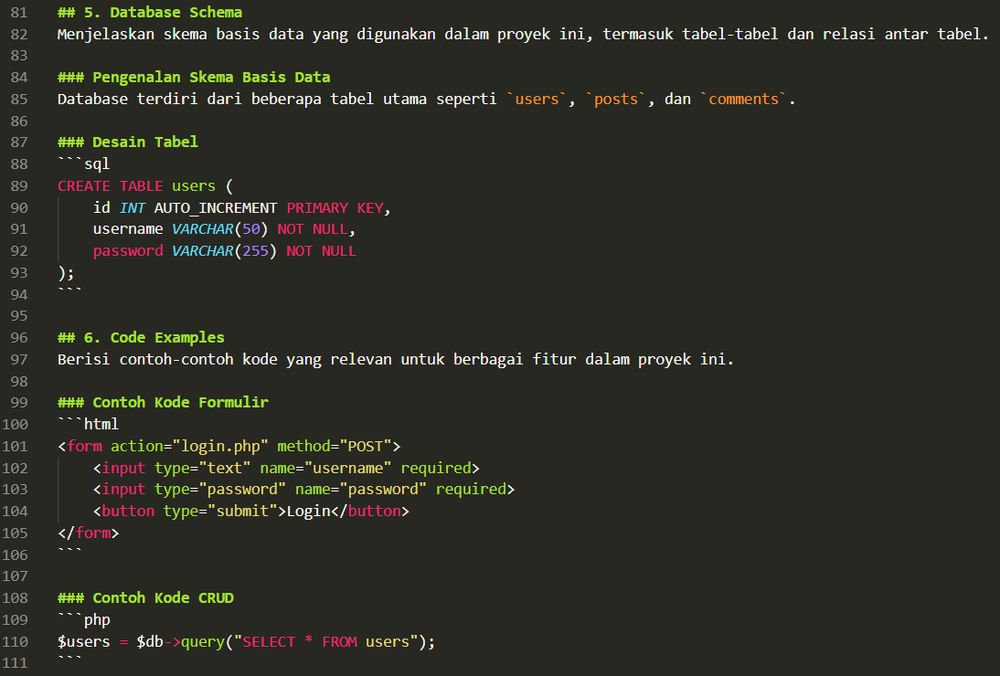 81 ## 5. Database Schema
82 Menjelaskan skema basis data yang digunakan dalam proyek ini, termasuk tabel-tabel dan relasi antar tabel.
83
84 ### Pengenalan Skema Basis Data
85 Database terdiri dari beberapa tabel utama seperti `users`, `posts`, dan `comments`.
86
87 ### Desain Tabel
88 ```sql
89 CREATE TABLE users (
90     id INT AUTO_INCREMENT PRIMARY KEY,
91     username VARCHAR(50) NOT NULL,
92     password VARCHAR(255) NOT NULL
93 );
94 ```
95
96 ## 6. Code Examples
97 Berisi contoh-contoh kode yang relevan untuk berbagai fitur dalam proyek ini.
98
99 ### Contoh Kode Formulir
100 ```html
101 <form action="login.php" method="POST">
102     <input type="text" name="username" required>
103     <input type="password" name="password" required>
104     <button type="submit">Login</button>
105 </form>
106 ```
107
108 ### Contoh Kode CRUD
109 ```php
110 $users = $db->query("SELECT * FROM users");
111 ```